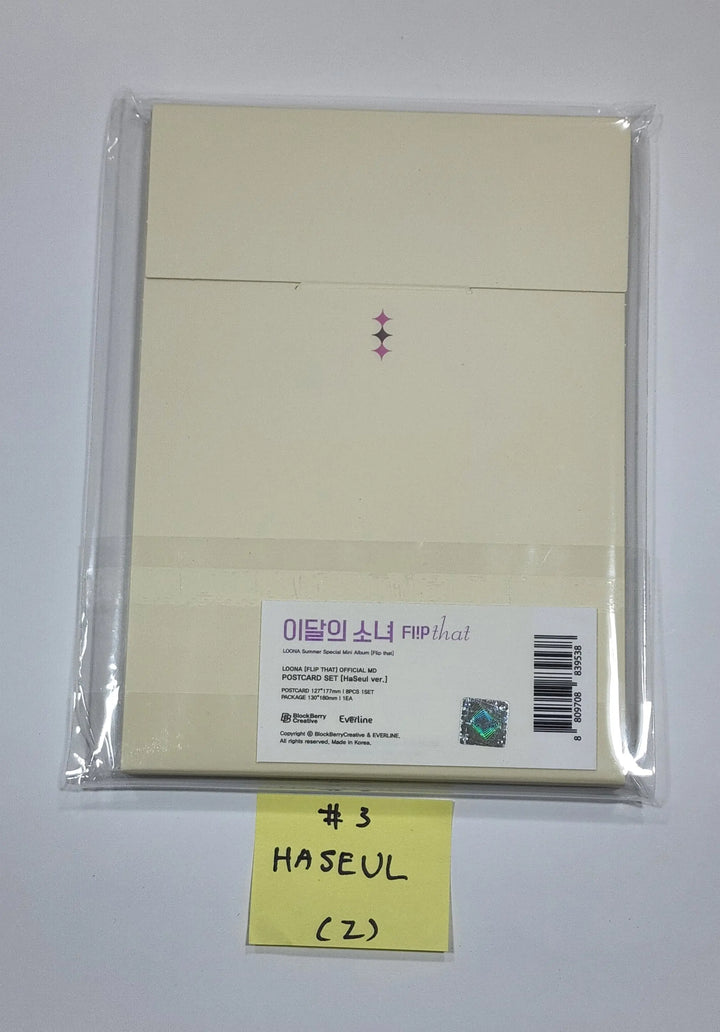 이달의 소녀 FL!P that
LOONA Summer Special Mini Album [Flip that]
LOONA [FLIP THAT] OFFICIAL MD
POSTCARD SET [HaSeul ver.]
POSTCARD 127*177mm | 8PCS 1SET
PACKAGE 130*180mm | 1EA
BlockBerry
Creative
Everline
Copyright ⓒ BlockBerryCreative & EVERLINE.
All rights reserved, Made in Korea.
8 809708 839538
#3
HASEUL
(2)